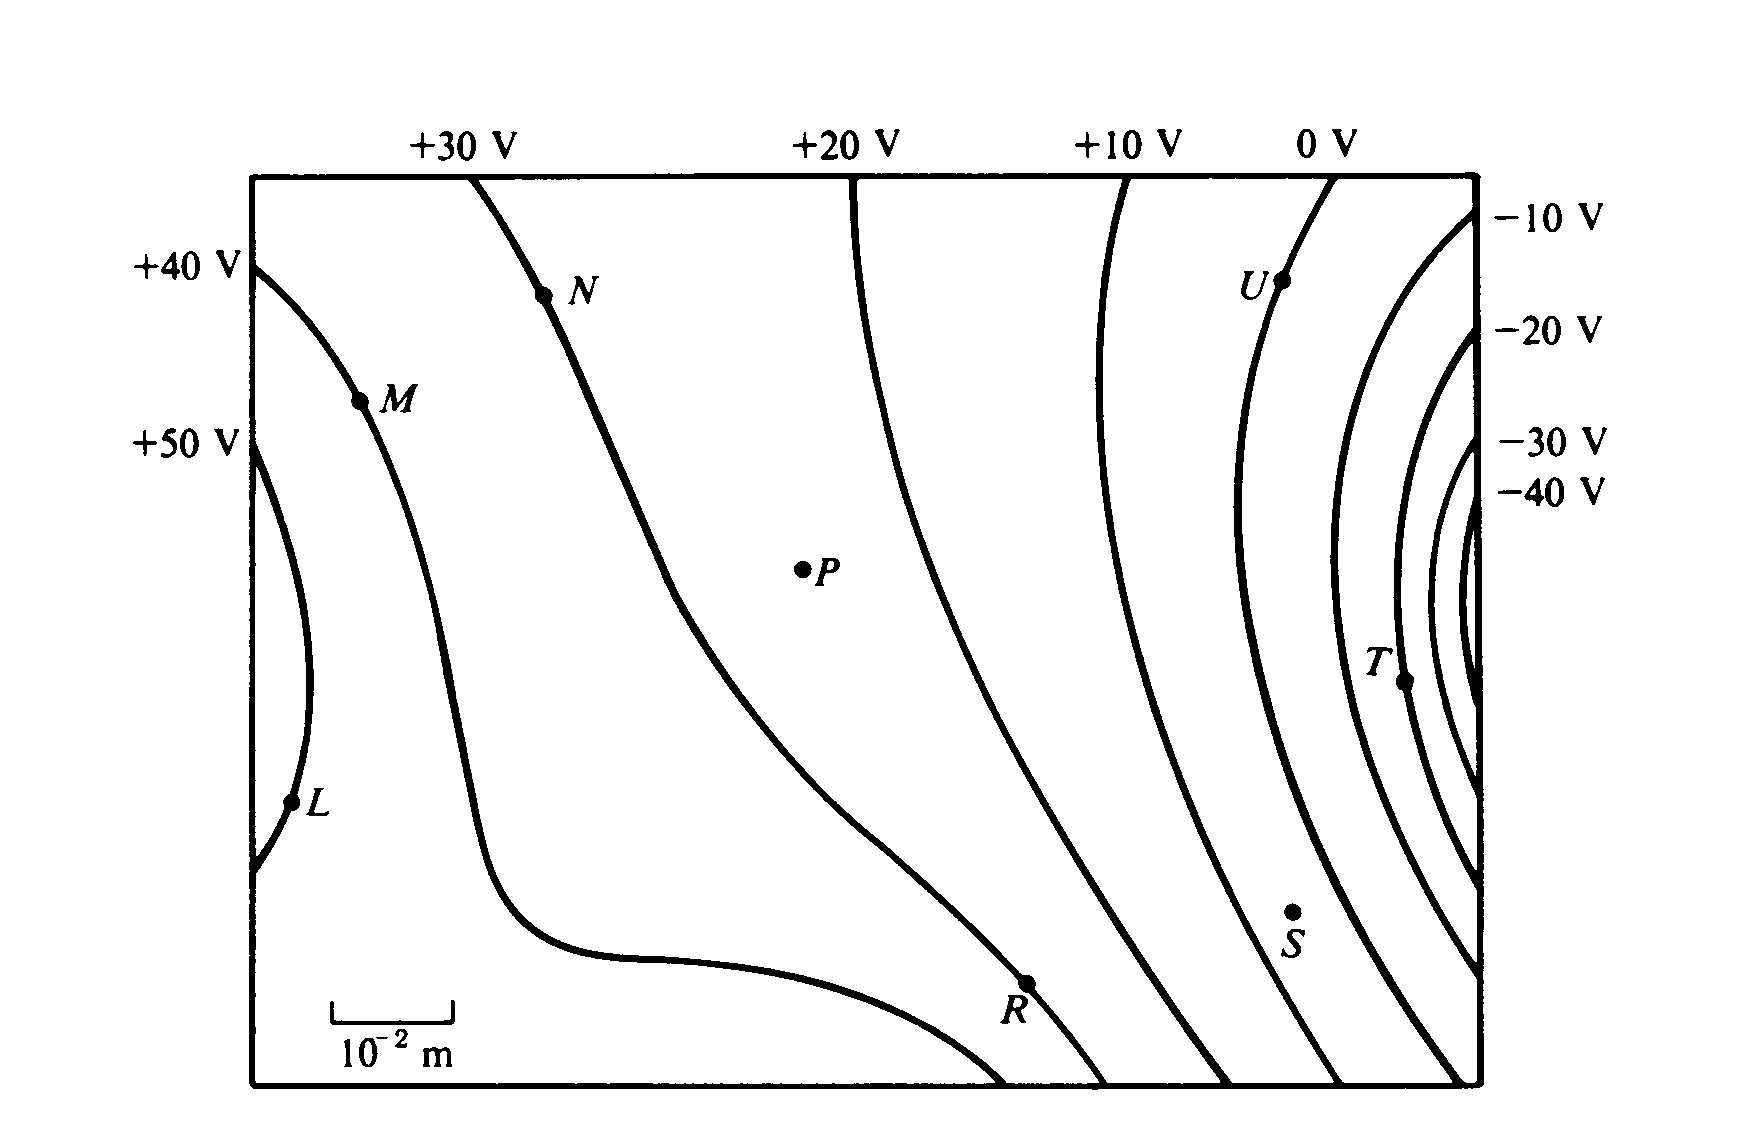 +30 V +20 V +10 V 0 V
−10 V
+40 V
N
U
−20 V
M
+50 V
−30 V
−40 V
P
T
L
S
R
10⁻² m